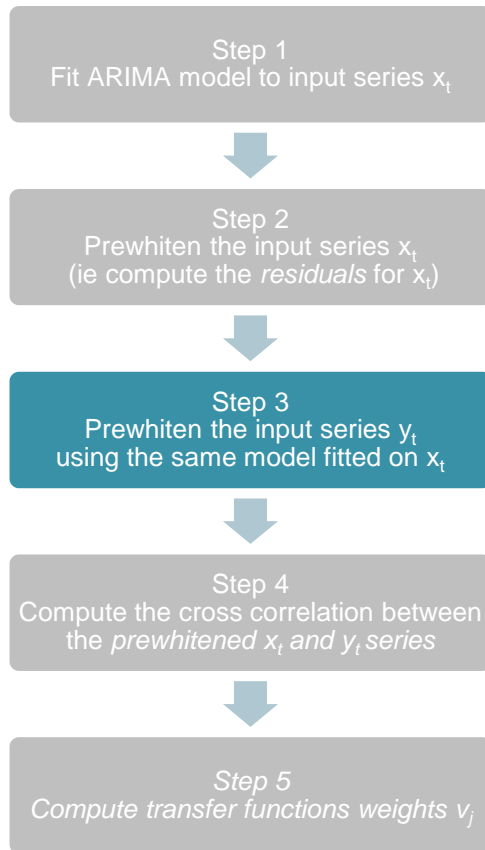 Step 1
Fit ARIMA model to input series xt
Step 2
Prewhiten the input series xt
(ie compute the residuals for xt)
Step 3
Prewhiten the input series yt
using the same model fitted on xt
Step 4
Compute the cross correlation between
the prewhitened xt and yt series
Step 5
Compute transfer functions weights vj